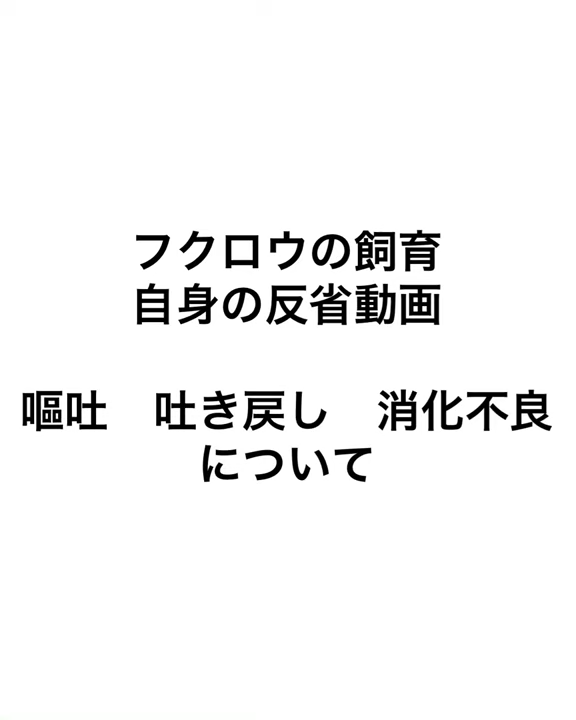 フクロウの飼育
自身の反省動画
嘔吐　吐き戻し　消化不良
について